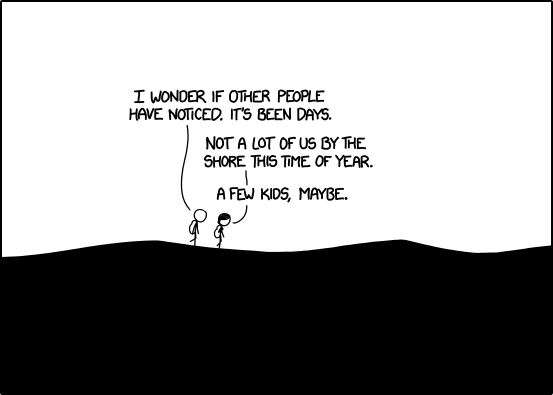 I WONDER IF OTHER PEOPLE
HAVE NOTICED. IT'S BEEN DAYS.
NOT A LOT OF US BY THE
SHORE THIS TIME OF YEAR.
A FEW KIDS, MAYBE.